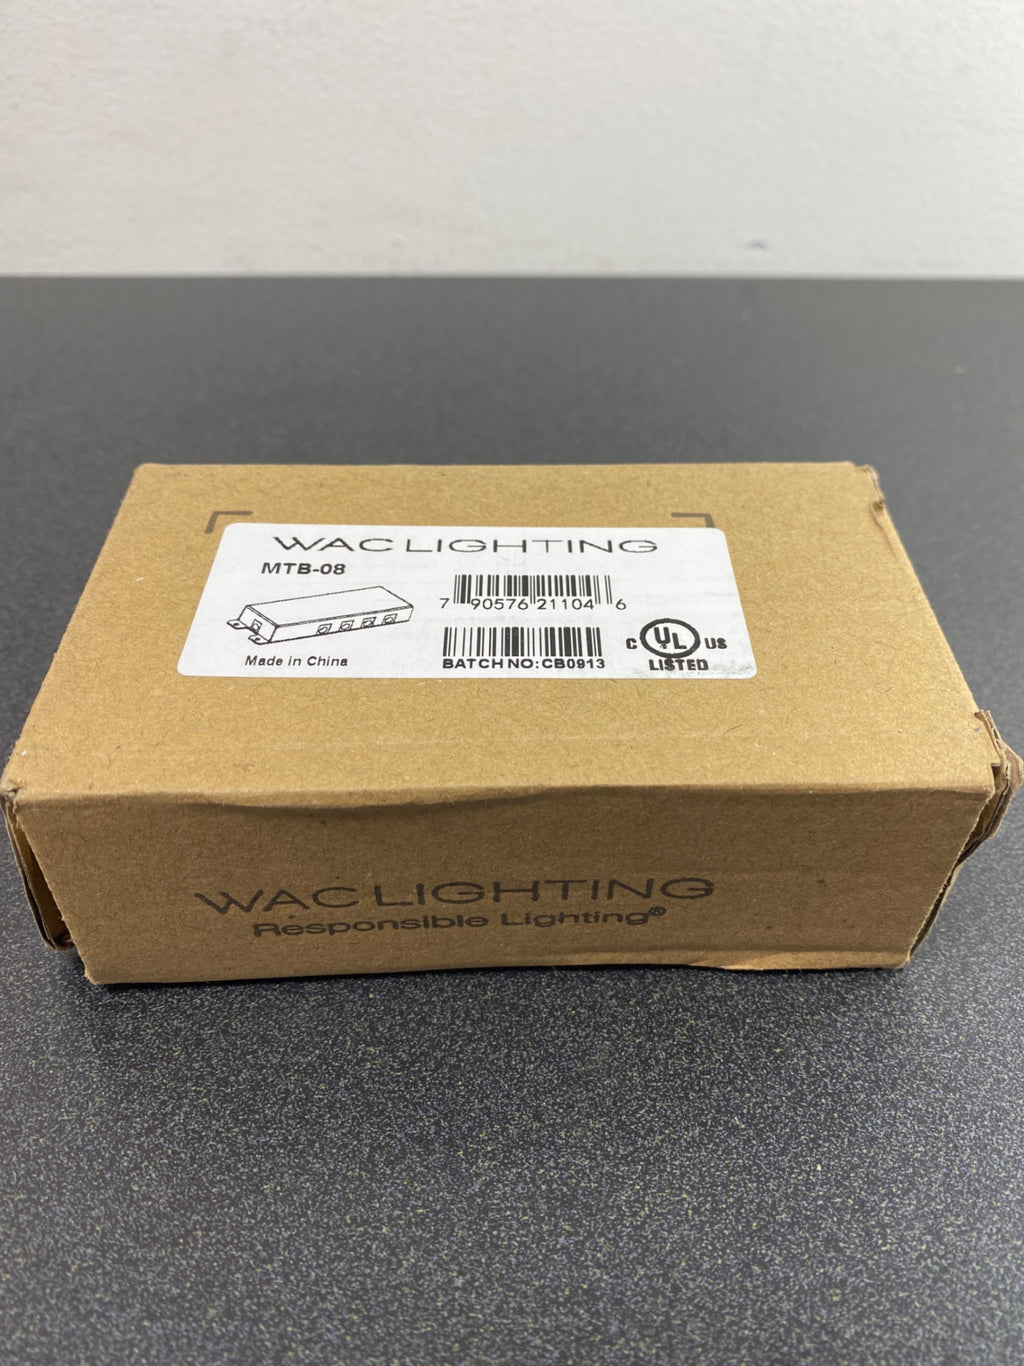 WAC LIGHTING
MTB-08
7 90576 21104 6
Made in China
BATCH NO:CB0913
C UL US
LISTED
WAC LIGHTING
Responsible Lighting®